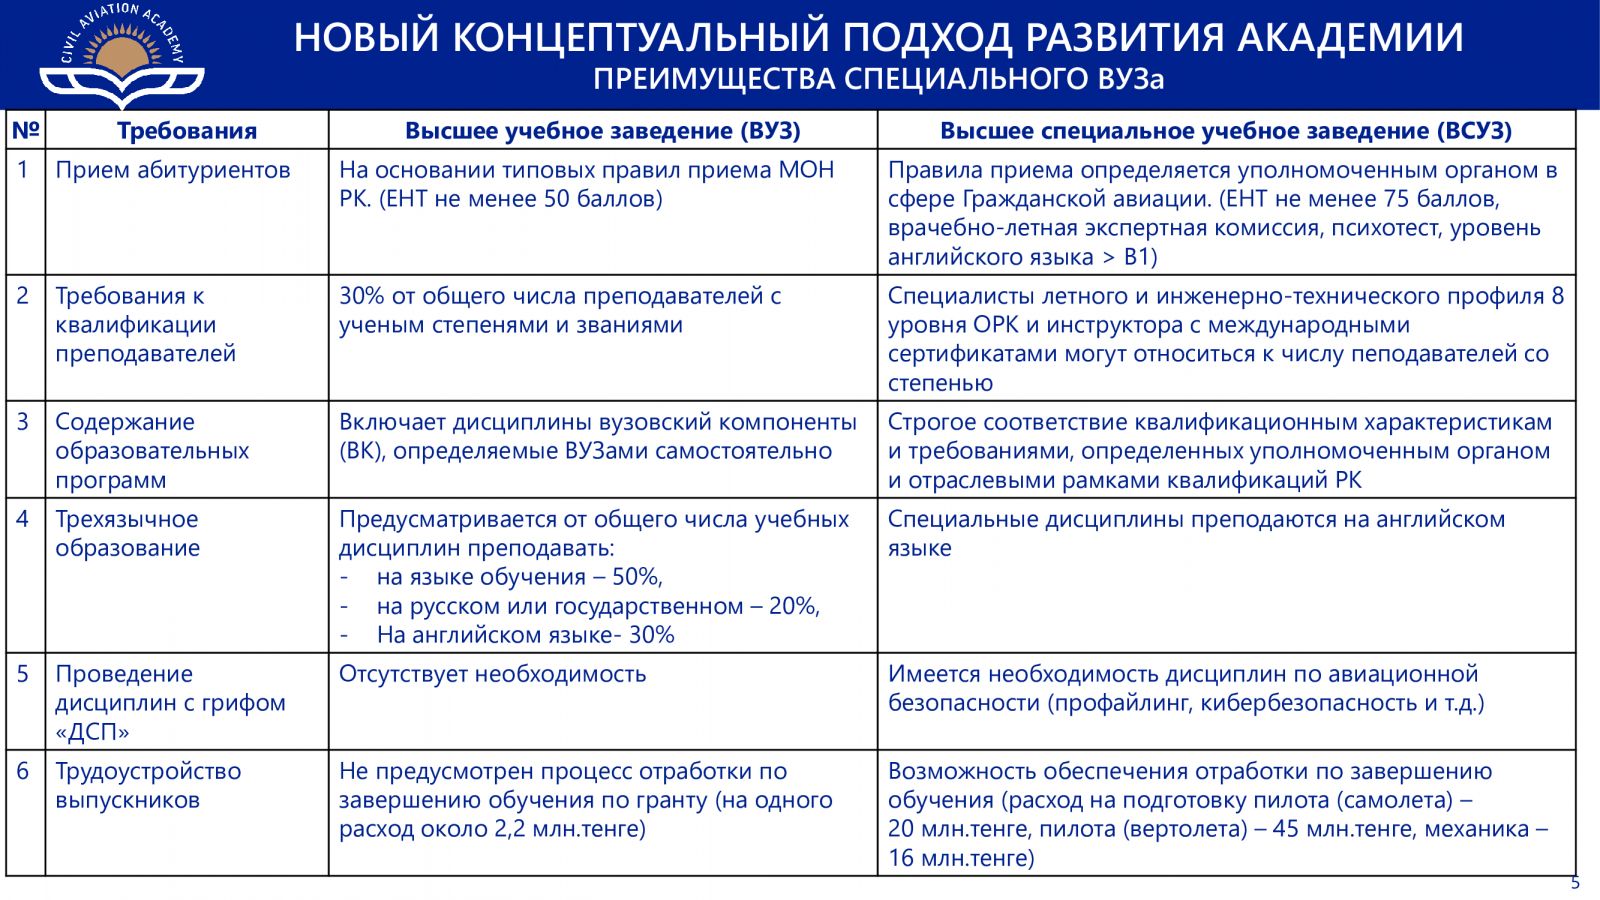 CIVIL AVIATION ACADEMY
НОВЫЙ КОНЦЕПТУАЛЬНЫЙ ПОДХОД РАЗВИТИЯ АКАДЕМИИ
ПРЕИМУЩЕСТВА СПЕЦИАЛЬНОГО ВУЗа
№
Требования
Высшее учебное заведение (ВУЗ)
Высшее специальное учебное заведение (ВСУЗ)
1
Прием абитуриентов
На основании типовых правил приема МОН
РК. (ЕНТ не менее 50 баллов)
Правила приема определяется уполномоченным органом в
сфере Гражданской авиации. (ЕНТ не менее 75 баллов,
врачебно-летная экспертная комиссия, психотест, уровень
английского языка > В1)
2
Требования к
квалификации
преподавателей
30% от общего числа преподавателей с
ученым степенями и званиями
Специалисты летного и инженерно-технического профиля 8
уровня ОРК и инструктора с международными
сертификатами могут относиться к числу пеподавателей со
степенью
3
Содержание
образовательных
программ
Включает дисциплины вузовский компоненты
(ВК), определяемые ВУЗами самостоятельно
Строгое соответствие квалификационным характеристикам
и требованиями, определенных уполномоченным органом
и отраслевыми рамками квалификаций РК
4
Трехязычное
образование
Предусматривается от общего числа учебных
дисциплин преподавать:
- на языке обучения – 50%,
- на русском или государственном – 20%,
- На английском языке- 30%
Специальные дисциплины преподаются на английском
языке
5
Проведение
дисциплин с грифом
«ДСП»
Отсутствует необходимость
Имеется необходимость дисциплин по авиационной
безопасности (профайлинг, кибербезопасность и т.д.)
6
Трудоустройство
выпускников
Не предусмотрен процесс отработки по
завершению обучения по гранту (на одного
расход около 2,2 млн.тенге)
Возможность обеспечения отработки по завершению
обучения (расход на подготовку пилота (самолета) –
20 млн.тенге, пилота (вертолета) – 45 млн.тенге, механика –
16 млн.тенге)
5